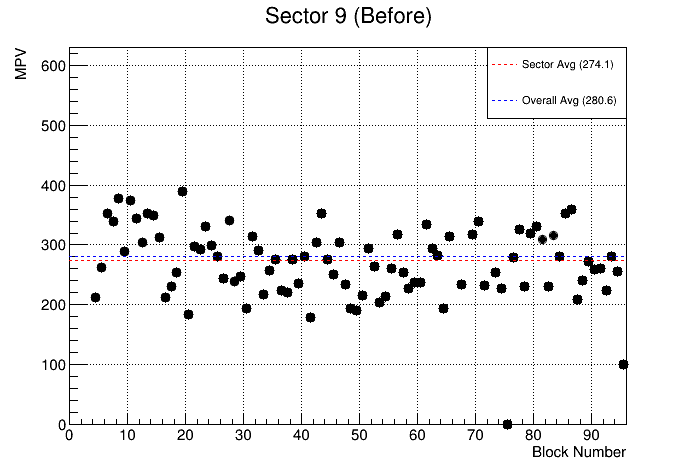 Sector 9 (Before)
MPV
Sector Avg (274.1)
Overall Avg (280.6)
600
500
400
300
200
100
0
0 10 20 30 40 50 60 70 80 90
Block Number